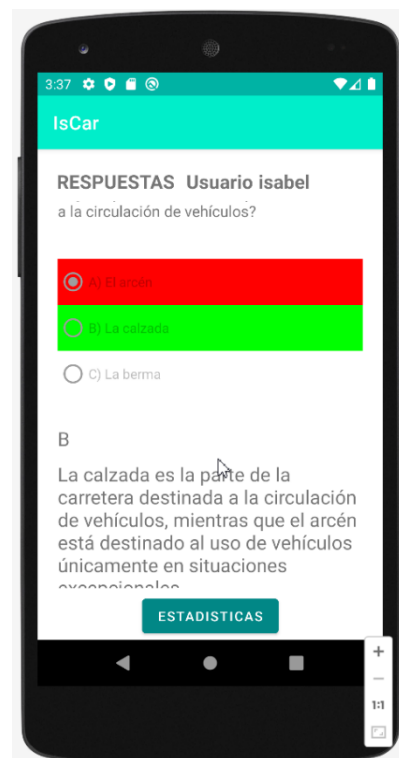 3:37
IsCar
RESPUESTAS Usuario isabel
a la circulación de vehículos?
A) El arcén
B) La calzada
C) La berma
B
La calzada es la parte de la
carretera destinada a la circulación
de vehículos, mientras que el arcén
está destinado al uso de vehículos
únicamente en situaciones
excepcionales
ESTADISTICAS
1:1